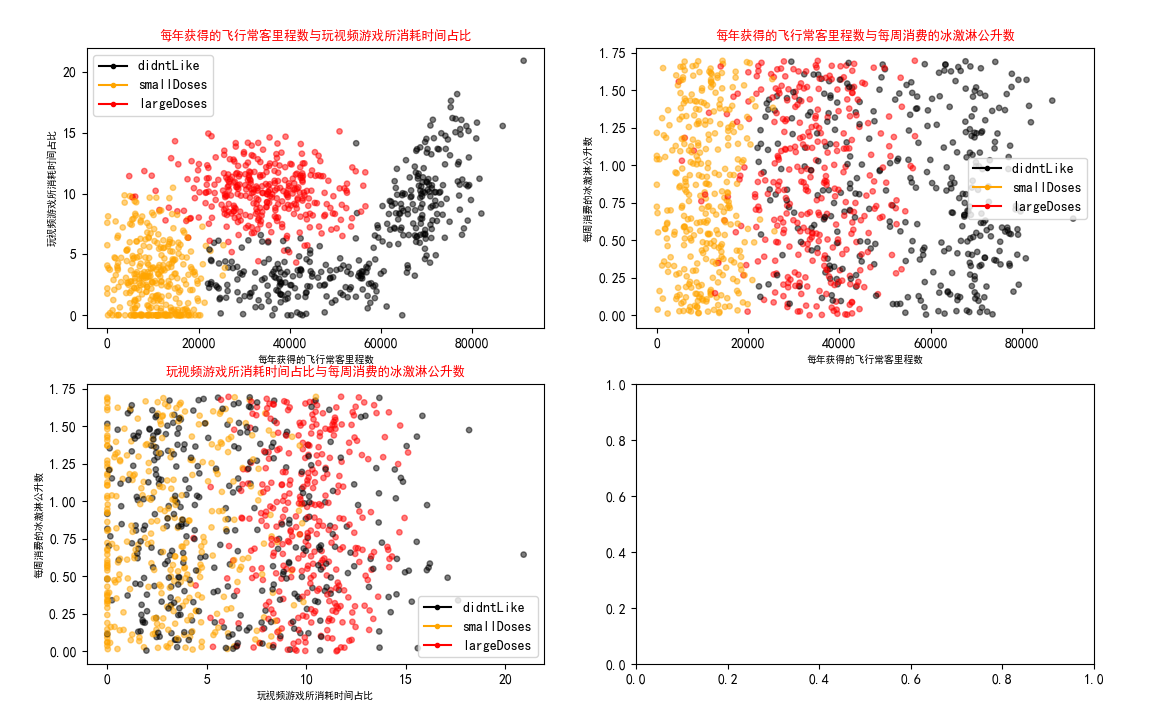 每年获得的飞行常客里程数与玩视频游戏所消耗时间占比
玩视频游戏所消耗时间占比
20
15
10
5
0
didntLike
smallDoses
largeDoses
0 20000 40000 60000 80000
每年获得的飞行常客里程数
每年获得的飞行常客里程数与每周消费的冰激淋公升数
每周消费的冰激淋公升数
1.75
1.50
1.25
1.00
0.75
0.50
0.25
0.00
didntLike
smallDoses
largeDoses
0 20000 40000 60000 80000
每年获得的飞行常客里程数
玩视频游戏所消耗时间占比与每周消费的冰激淋公升数
每周消费的冰激淋公升数
1.75
1.50
1.25
1.00
0.75
0.50
0.25
0.00
didntLike
smallDoses
largeDoses
0 5 10 15 20
玩视频游戏所消耗时间占比
1.0
0.8
0.6
0.4
0.2
0.0
0.0 0.2 0.4 0.6 0.8 1.0